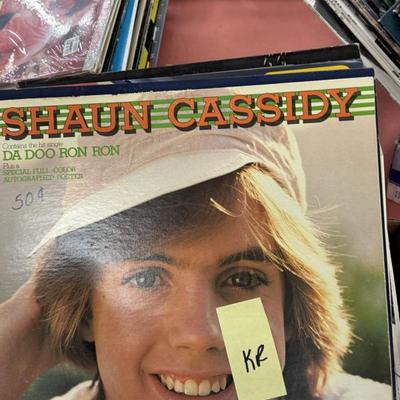 SHAUN CASSIDY
Contains the hit single
DA DOO RON RON
Plus a
SPECIAL FULL-COLOR
AUTOGRAPHED POSTER
50¢
KR